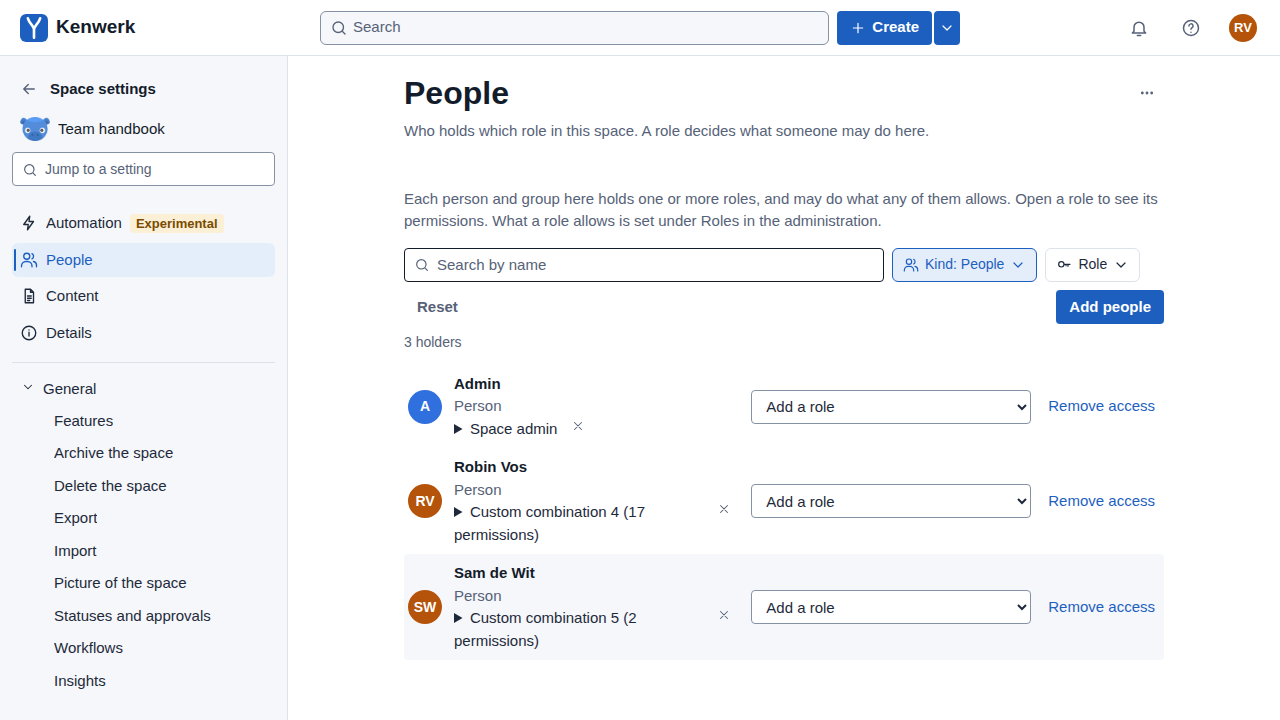 Kenwerk
Search
Create
RV
Space settings
Team handbook
Jump to a setting
Automation Experimental
People
Content
Details
General
Features
Archive the space
Delete the space
Export
Import
Picture of the space
Statuses and approvals
Workflows
Insights
People
Who holds which role in this space. A role decides what someone may do here.
Each person and group here holds one or more roles, and may do what any of them allows. Open a role to see its
permissions. What a role allows is set under Roles in the administration.
Search by name
Kind: People
Role
Reset
Add people
3 holders
A
Admin
Person
Space admin
Add a role
Remove access
RV
Robin Vos
Person
Custom combination 4 (17
permissions)
Add a role
Remove access
SW
Sam de Wit
Person
Custom combination 5 (2
permissions)
Add a role
Remove access